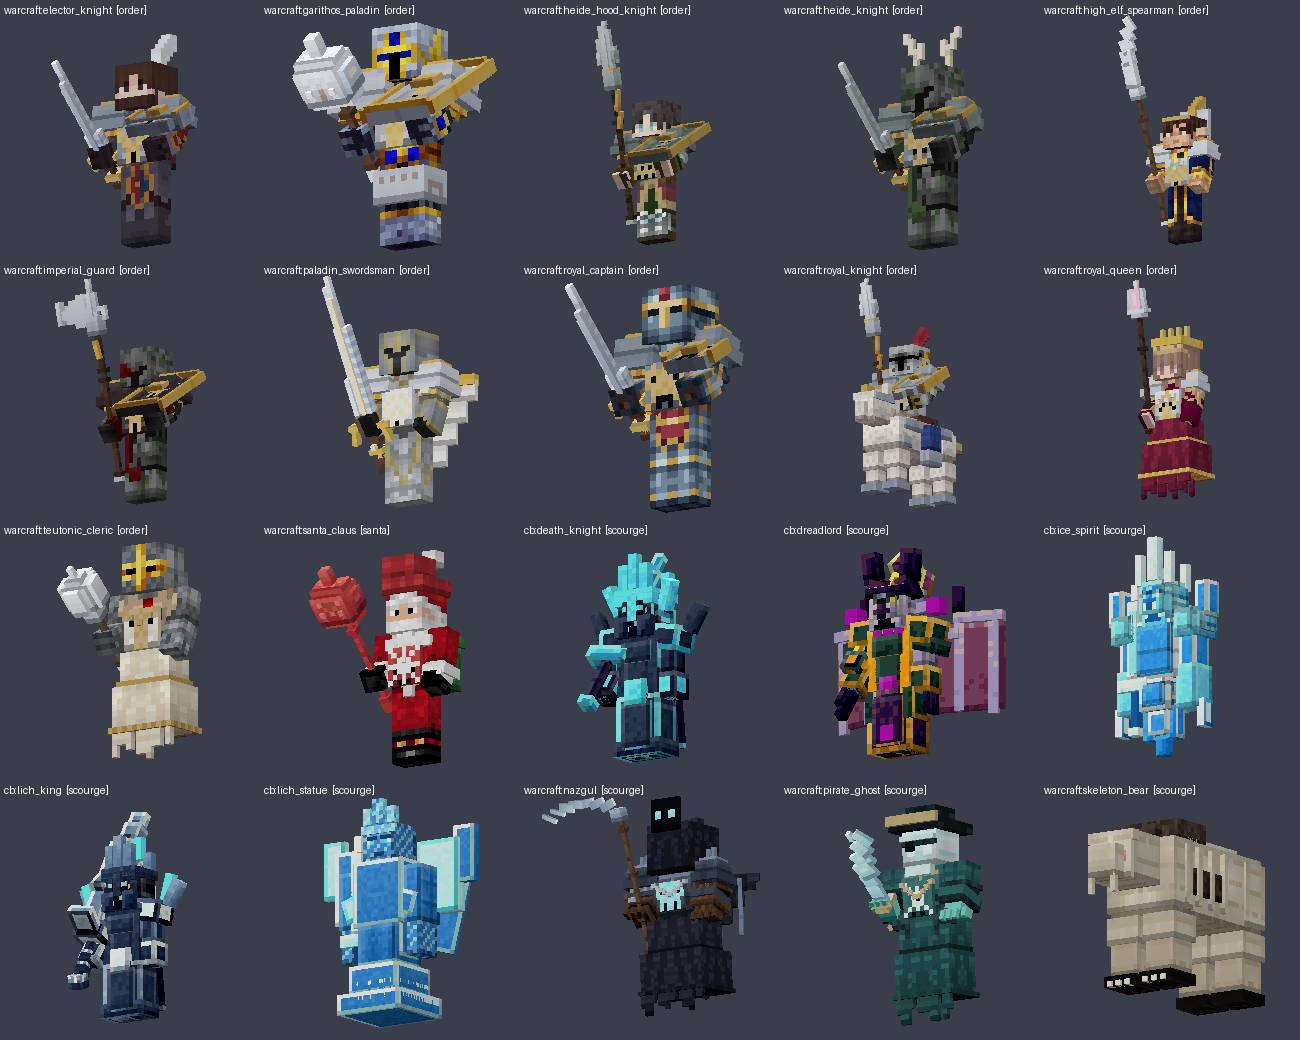 warcraft:elector_knight [order]
warcraft:garithos_paladin [order]
warcraft:heide_hood_knight [order]
warcraft:heide_knight [order]
warcraft:high_elf_spearman [order]
warcraft:imperial_guard [order]
warcraft:paladin_swordsman [order]
warcraft:royal_captain [order]
warcraft:royal_knight [order]
warcraft:royal_queen [order]
warcraft:teutonic_cleric [order]
warcraft:santa_claus [santa]
cb:death_knight [scourge]
cb:dreadlord [scourge]
cb:ice_spirit [scourge]
cb:lich_king [scourge]
cb:lich_statue [scourge]
warcraft:nazgul [scourge]
warcraft:pirate_ghost [scourge]
warcraft:skeleton_bear [scourge]